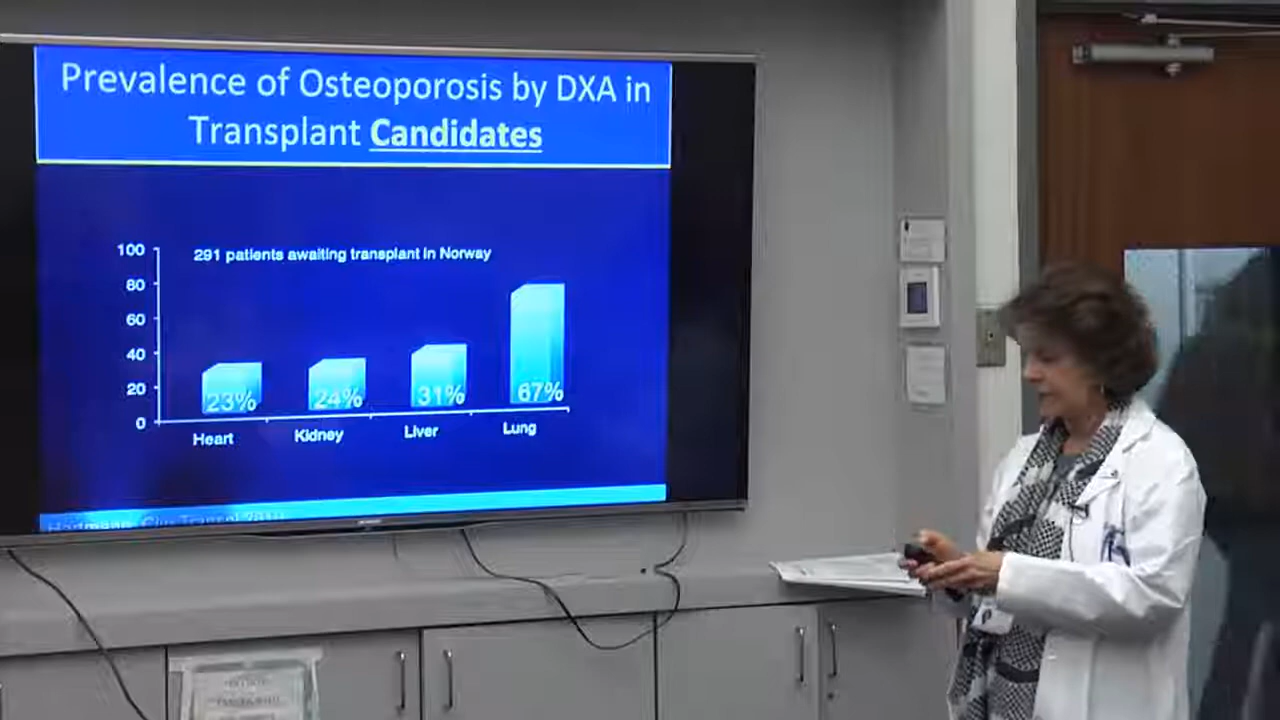 Prevalence of Osteoporosis by DXA in
Transplant Candidates
291 patients awaiting transplant in Norway
100
80
60
40
20
0
23%
24%
31%
67%
Heart
Kidney
Liver
Lung